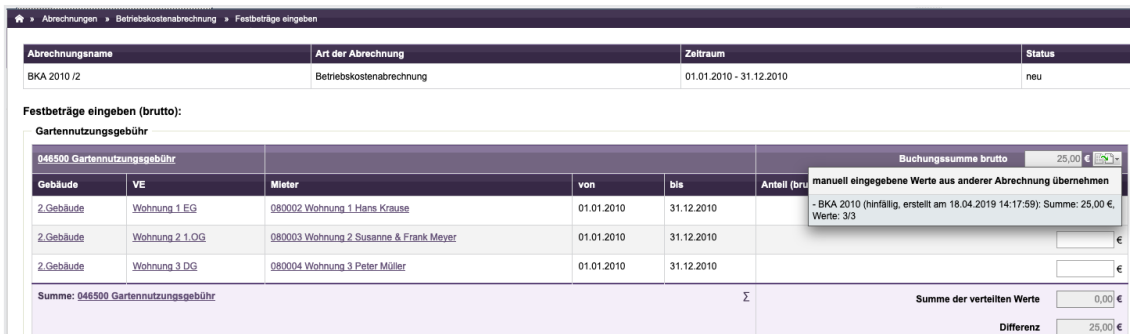 » Abrechnungen » Betriebskostenabrechnung » Festbeträge eingeben
Abrechnungsname Art der Abrechnung Zeitraum Status
BKA 2010 /2 Betriebskostenabrechnung 01.01.2010 - 31.12.2010 neu
Festbeträge eingeben (brutto):
Gartennutzungsgebühr
046500 Gartennutzungsgebühr Buchungssumme brutto 25,00 €
Gebäude VE Mieter von bis Anteil (bru
manuell eingegebene Werte aus anderer Abrechnung übernehmen
- BKA 2010 (hinfällig, erstellt am 18.04.2019 14:17:59): Summe: 25,00 €,
Werte: 3/3
2.Gebäude Wohnung 1 EG 080002 Wohnung 1 Hans Krause 01.01.2010 31.12.2010
2.Gebäude Wohnung 2 1.OG 080003 Wohnung 2 Susanne & Frank Meyer 01.01.2010 31.12.2010 €
2.Gebäude Wohnung 3 DG 080004 Wohnung 3 Peter Müller 01.01.2010 31.12.2010 €
Summe: 046500 Gartennutzungsgebühr Σ Summe der verteilten Werte 0,00 €
Differenz 25,00 €